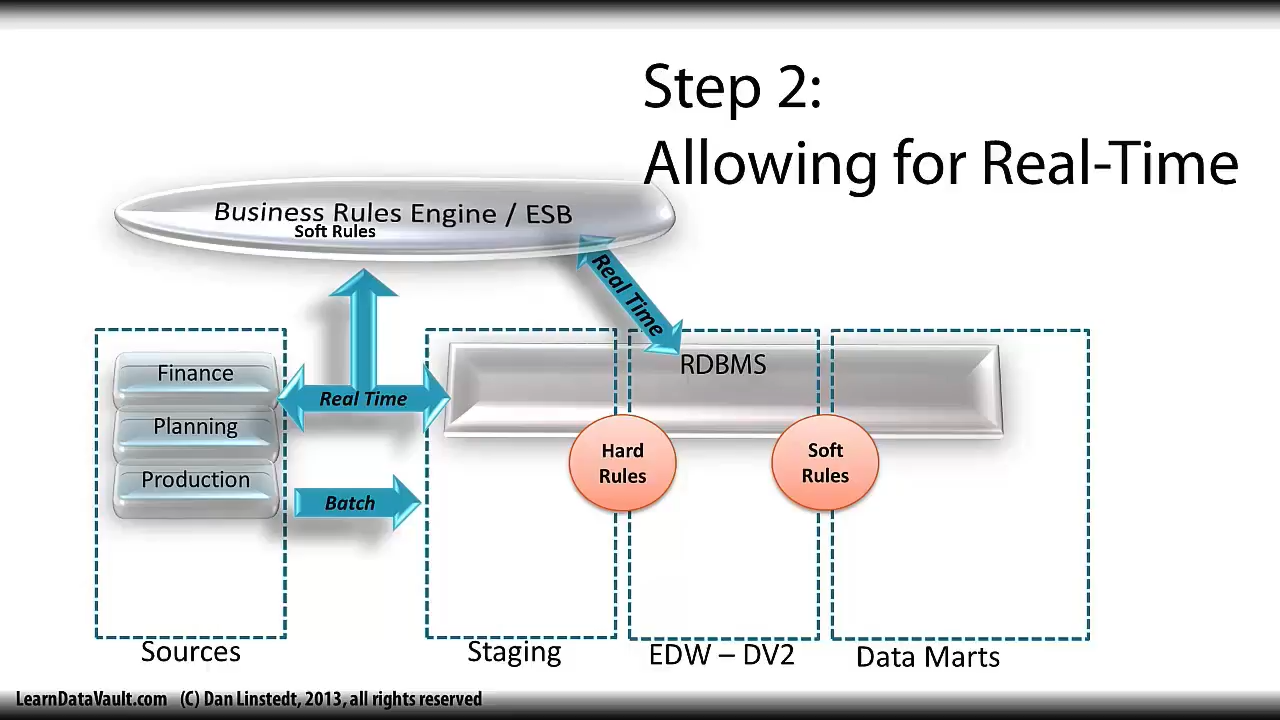 Step 2:
Allowing for Real-Time
Business Rules Engine / ESB
Soft Rules
Real Time
RDBMS
Finance
Planning
Production
Real Time
Batch
Hard
Rules
Soft
Rules
Sources
Staging
EDW – DV2
Data Marts
LearnDataVault.com (C) Dan Linstedt, 2013, all rights reserved